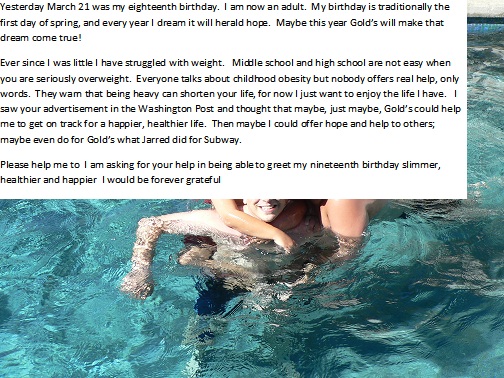 Yesterday March 21 was my eighteenth birthday.  I am now an adult.  My birthday is traditionally the
first day of spring, and every year I dream it will herald hope.  Maybe this year Gold’s will make that
dream come true!
Ever since I was little I have struggled with weight.   Middle school and high school are not easy when
you are seriously overweight.  Everyone talks about childhood obesity but nobody offers real help, only
words.  They warn that being heavy can shorten your life, for now I just want to enjoy the life I have.   I
saw your advertisement in the Washington Post and thought that maybe, just maybe, Gold’s could help
me to get on track for a happier, healthier life.  Then maybe I could offer hope and help to others;
maybe even do for Gold’s what Jarred did for Subway.
Please help me to  I am asking for your help in being able to greet my nineteenth birthday slimmer,
healthier and happier  I would be forever grateful